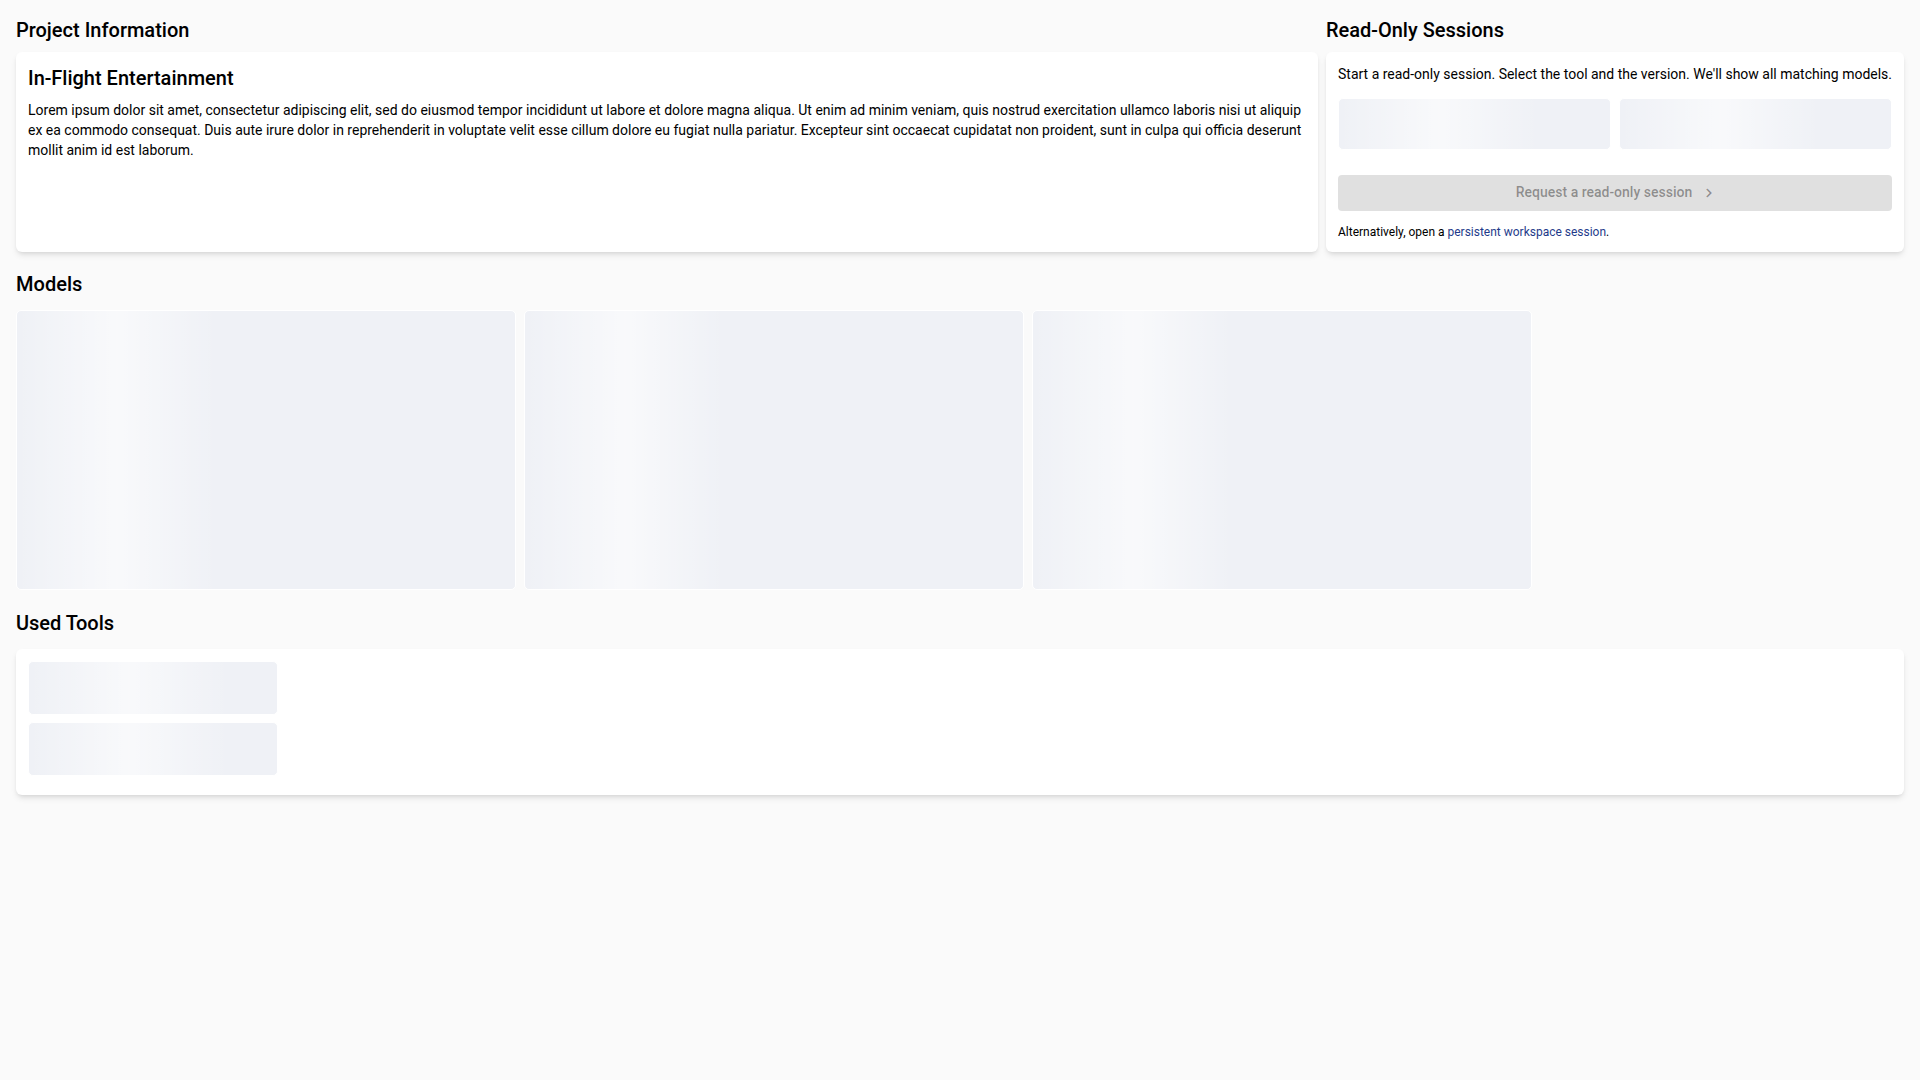 Project Information
In-Flight Entertainment
Lorem ipsum dolor sit amet, consectetur adipiscing elit, sed do eiusmod tempor incididunt ut labore et dolore magna aliqua. Ut enim ad minim veniam, quis nostrud exercitation ullamco laboris nisi ut aliquip
ex ea commodo consequat. Duis aute irure dolor in reprehenderit in voluptate velit esse cillum dolore eu fugiat nulla pariatur. Excepteur sint occaecat cupidatat non proident, sunt in culpa qui officia deserunt
mollit anim id est laborum.
Read-Only Sessions
Start a read-only session. Select the tool and the version. We'll show all matching models.
Request a read-only session
Alternatively, open a persistent workspace session.
Models
Used Tools